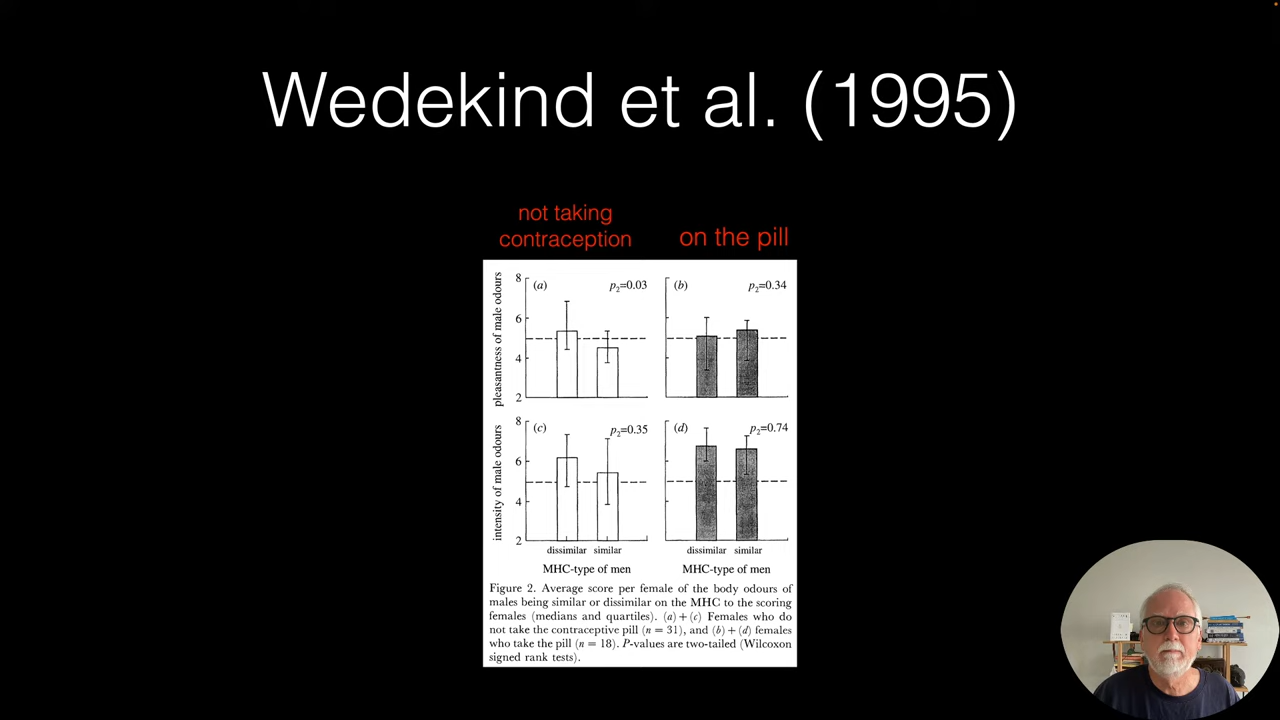 Wedekind et al. (1995)
not taking
contraception
on the pill
pleasantness of male odours
8
6
4
2
(a)
p₂=0.03
(b)
p₂=0.34
intensity of male odours
8
6
4
2
(c)
p₂=0.35
(d)
p₂=0.74
dissimilar similar
dissimilar similar
MHC-type of men
MHC-type of men
Figure 2. Average score per female of the body odours of
males being similar or dissimilar on the MHC to the scoring
females (medians and quartiles). (a) + (c) Females who do
not take the contraceptive pill (n = 31), and (b) + (d) females
who take the pill (n = 18). P-values are two-tailed (Wilcoxon
signed rank tests).